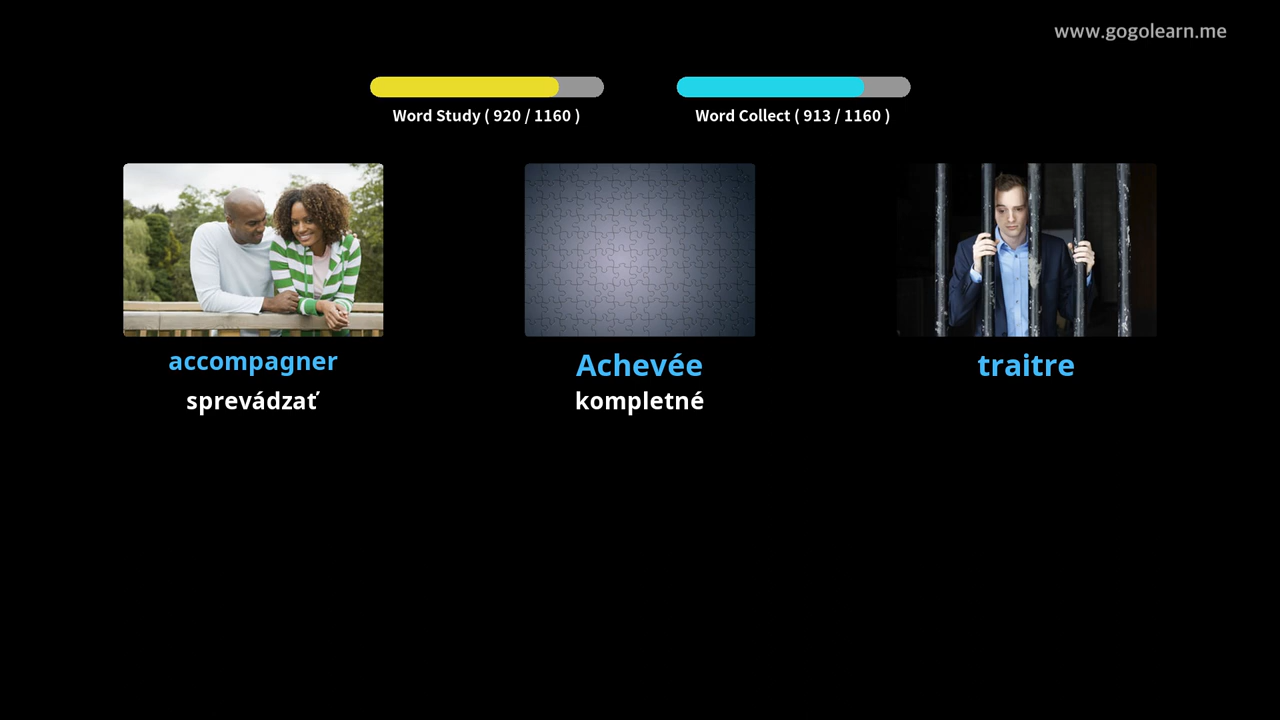 www.gogolearn.me
Word Study ( 920 / 1160 )
Word Collect ( 913 / 1160 )
accompagner
sprevádzať
Achevée
kompletné
traitre